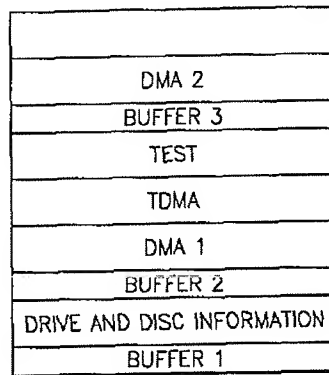 DMA 2
BUFFER 3
TEST
TDMA
DMA 1
BUFFER 2
DRIVE AND DISC INFORMATION
BUFFER 1